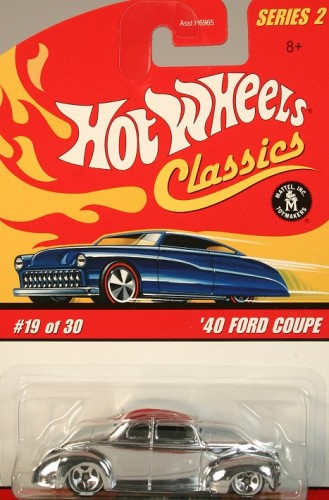 Asst H6965
SERIES 2
8+
HOT WHEELS
Classics
MATTEL, INC.
M
TOYMAKERS
#19 of 30
'40 FORD COUPE